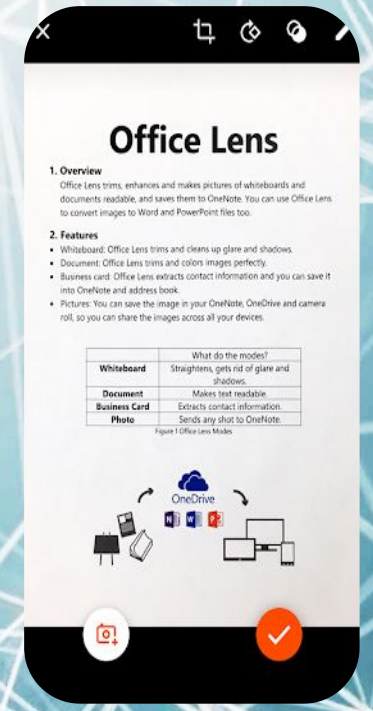 Office Lens
1. Overview
Office Lens trims, enhances and makes pictures of whiteboards and
documents readable, and saves them to OneNote. You can use Office Lens
to convert images to Word and PowerPoint files too.
2. Features
• Whiteboard: Office Lens trims and cleans up glare and shadows.
• Document: Office Lens trims and colors images perfectly.
• Business card: Office Lens extracts contact information and you can save it
into OneNote and address book.
• Pictures: You can save the image in your OneNote, OneDrive and camera
roll, so you can share the images across all your devices.
What do the modes?
Whiteboard Straightens, gets rid of glare and
shadows.
Document Makes text readable.
Business Card Extracts contact information.
Photo Sends any shot to OneNote.
Figure 1 Office Lens Modes
OneDrive
N W P